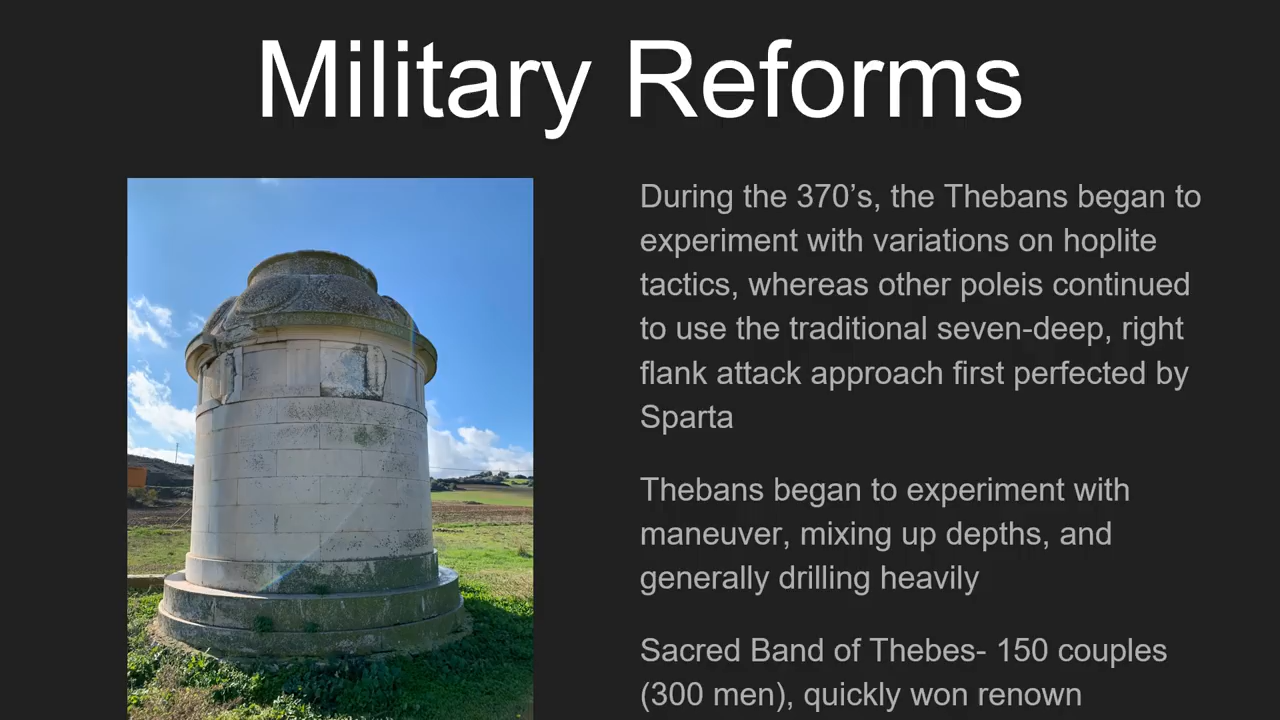 Military Reforms
During the 370’s, the Thebans began to
experiment with variations on hoplite
tactics, whereas other poleis continued
to use the traditional seven-deep, right
flank attack approach first perfected by
Sparta
Thebans began to experiment with
maneuver, mixing up depths, and
generally drilling heavily
Sacred Band of Thebes- 150 couples
(300 men), quickly won renown